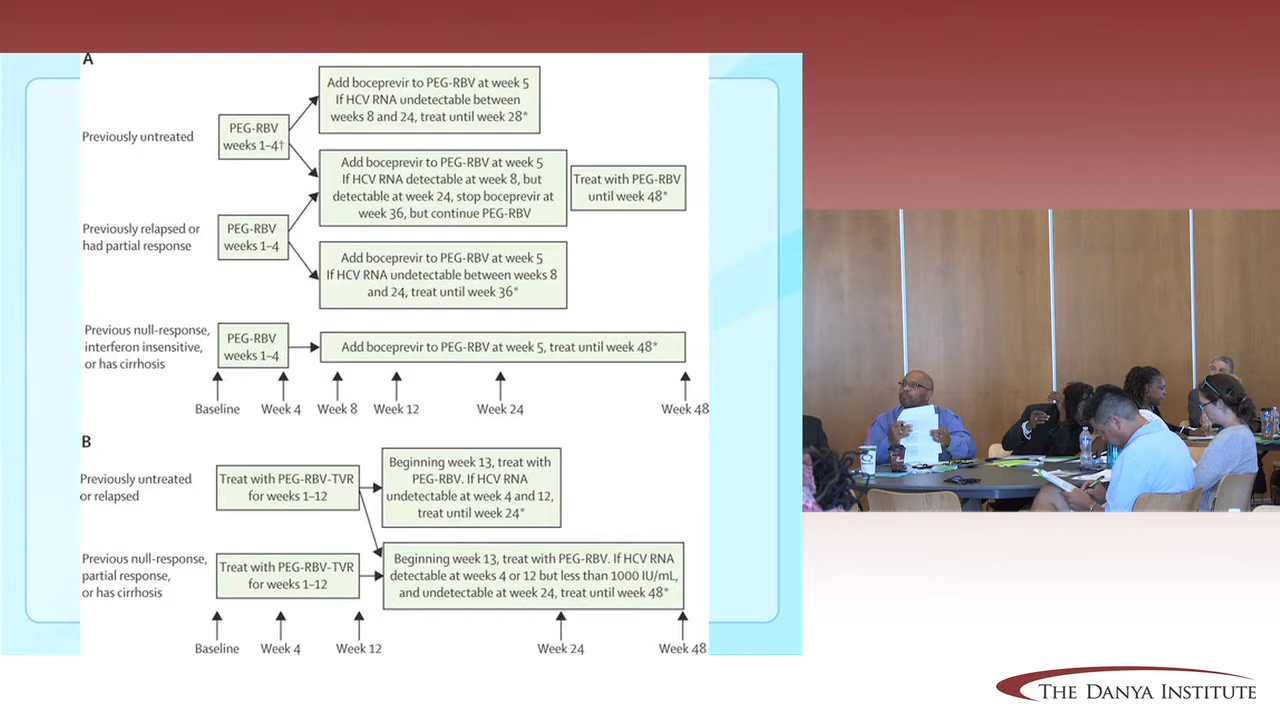 A
Previously untreated
PEG-RBV
weeks 1–4†
Add boceprevir to PEG-RBV at week 5
If HCV RNA undetectable between
weeks 8 and 24, treat until week 28*
Add boceprevir to PEG-RBV at week 5
If HCV RNA detectable at week 8, but
detectable at week 24, stop boceprevir at
week 36, but continue PEG-RBV
Treat with PEG-RBV
until week 48*
Previously relapsed or
had partial response
PEG-RBV
weeks 1–4
Add boceprevir to PEG-RBV at week 5
If HCV RNA undetectable between weeks 8
and 24, treat until week 36*
Previous null-response,
interferon insensitive,
or has cirrhosis
PEG-RBV
weeks 1–4
Add boceprevir to PEG-RBV at week 5, treat until week 48*
Baseline
Week 4
Week 8
Week 12
Week 24
Week 48
B
Previously untreated
or relapsed
Treat with PEG-RBV-TVR
for weeks 1–12
Beginning week 13, treat with
PEG-RBV. If HCV RNA
undetectable at week 4 and 12,
treat until week 24*
Previous null-response,
partial response,
or has cirrhosis
Treat with PEG-RBV-TVR
for weeks 1–12
Beginning week 13, treat with PEG-RBV. If HCV RNA
detectable at weeks 4 or 12 but less than 1000 IU/mL,
and undetectable at week 24, treat until week 48*
Baseline
Week 4
Week 12
Week 24
Week 48
THE DANYA INSTITUTE